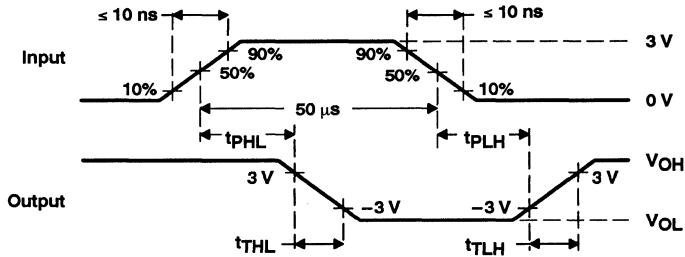 ≤ 10 ns
≤ 10 ns
Input
3 V
90%
90%
50%
50%
10%
10%
0 V
50 μs
tPHL
tPLH
Output
VOH
3 V
3 V
–3 V
–3 V
VOL
tTHL
tTLH